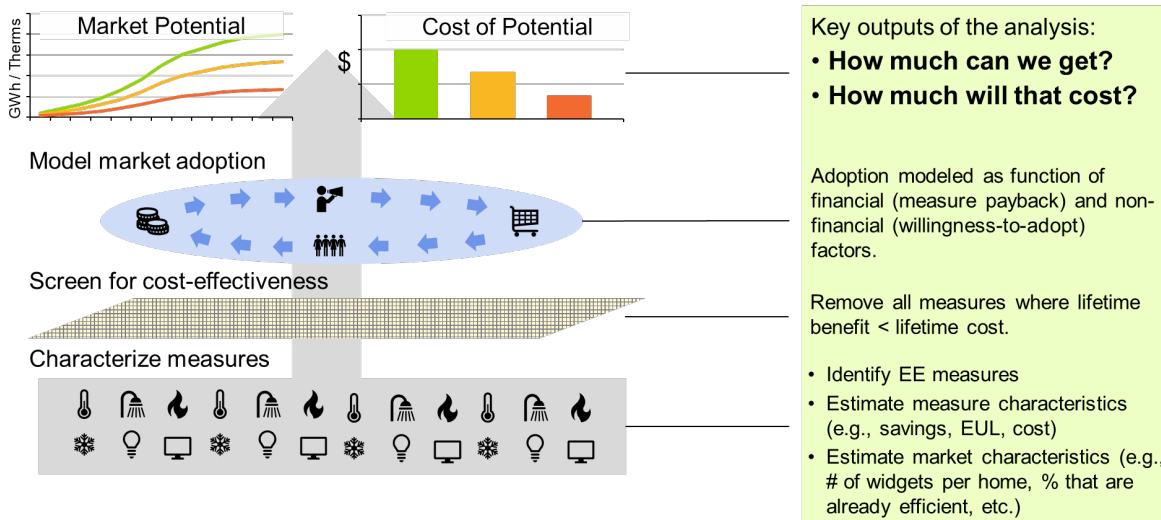 Market Potential
GWh / Therms
Cost of Potential
$
Model market adoption
Screen for cost-effectiveness
Characterize measures
Key outputs of the analysis:
• How much can we get?
• How much will that cost?
Adoption modeled as function of
financial (measure payback) and non-
financial (willingness-to-adopt)
factors.
Remove all measures where lifetime
benefit < lifetime cost.
• Identify EE measures
• Estimate measure characteristics
(e.g., savings, EUL, cost)
• Estimate market characteristics (e.g.,
# of widgets per home, % that are
already efficient, etc.)